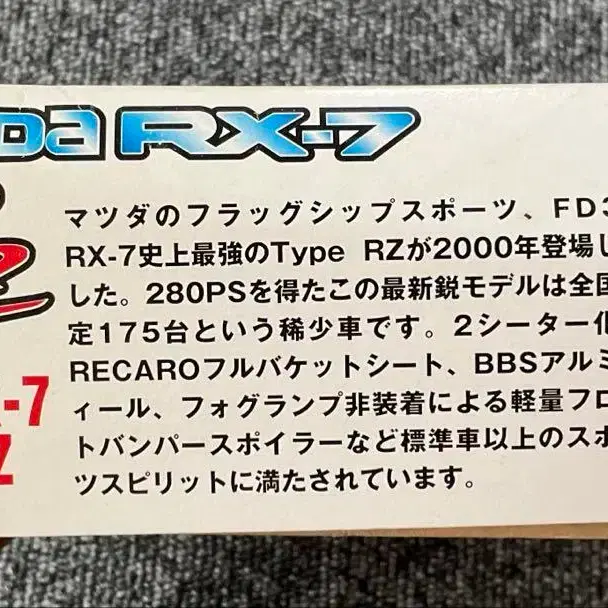 DA RX-7
マツダのフラッグシップスポーツ、FD3
RX-7史上最強のType RZが2000年登場し
した。280PSを得たこの最新鋭モデルは全国
定175台という稀少車です。2シーター化
RECAROフルバケットシート、BBSアルミ
ィール、フォグランプ非装着による軽量フロ
トバンパースポイラーなど標準車以上のスポ
ツスピリットに満たされています。
-7
Z